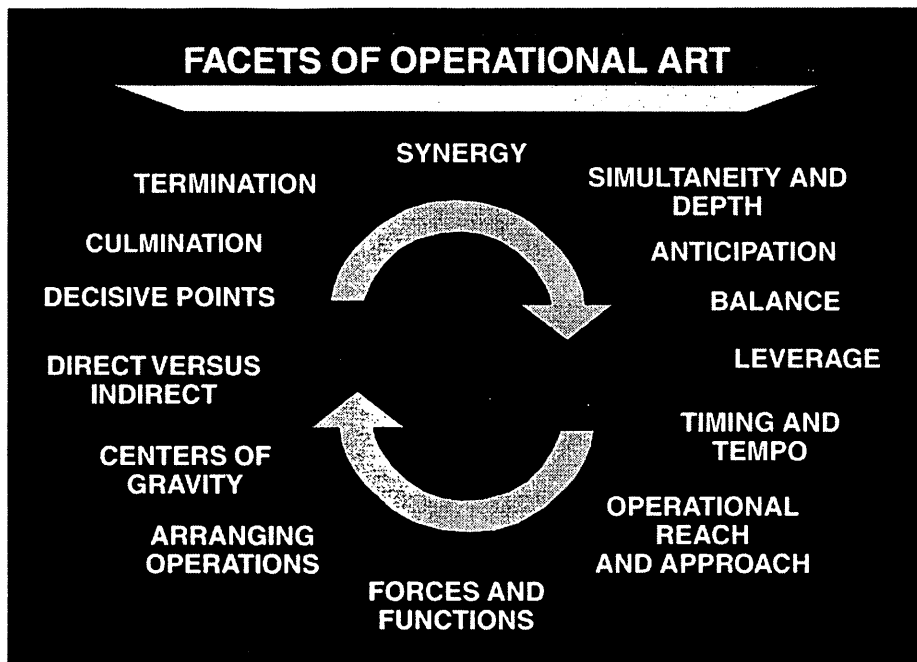 FACETS OF OPERATIONAL ART
SYNERGY
SIMULTANEITY AND
DEPTH
ANTICIPATION
BALANCE
LEVERAGE
TIMING AND
TEMPO
OPERATIONAL
REACH
AND APPROACH
FORCES AND
FUNCTIONS
ARRANGING
OPERATIONS
CENTERS OF
GRAVITY
DIRECT VERSUS
INDIRECT
DECISIVE POINTS
CULMINATION
TERMINATION